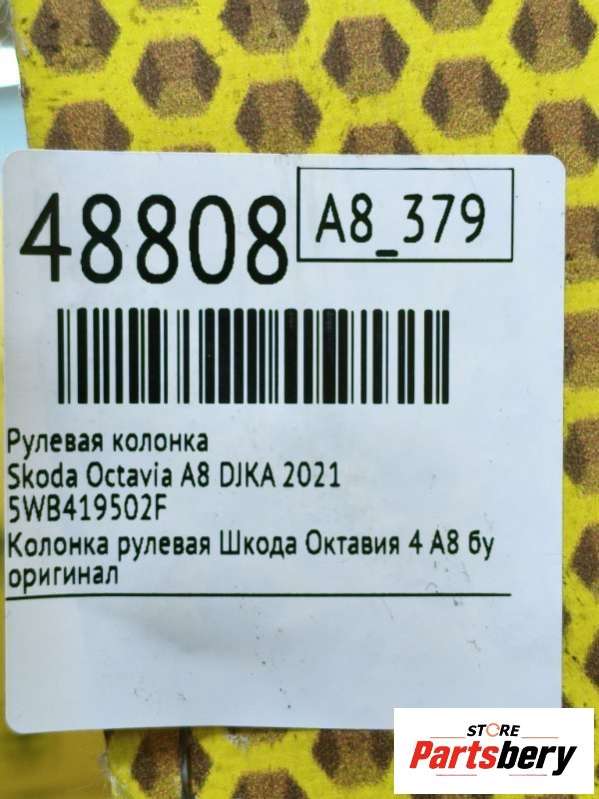 48808
A8_379
Рулевая колонка
Skoda Octavia A8 DJKA 2021
5WB419502F
Колонка рулевая Шкода Октавия 4 А8 бу
оригинал
STORE
Partsbery